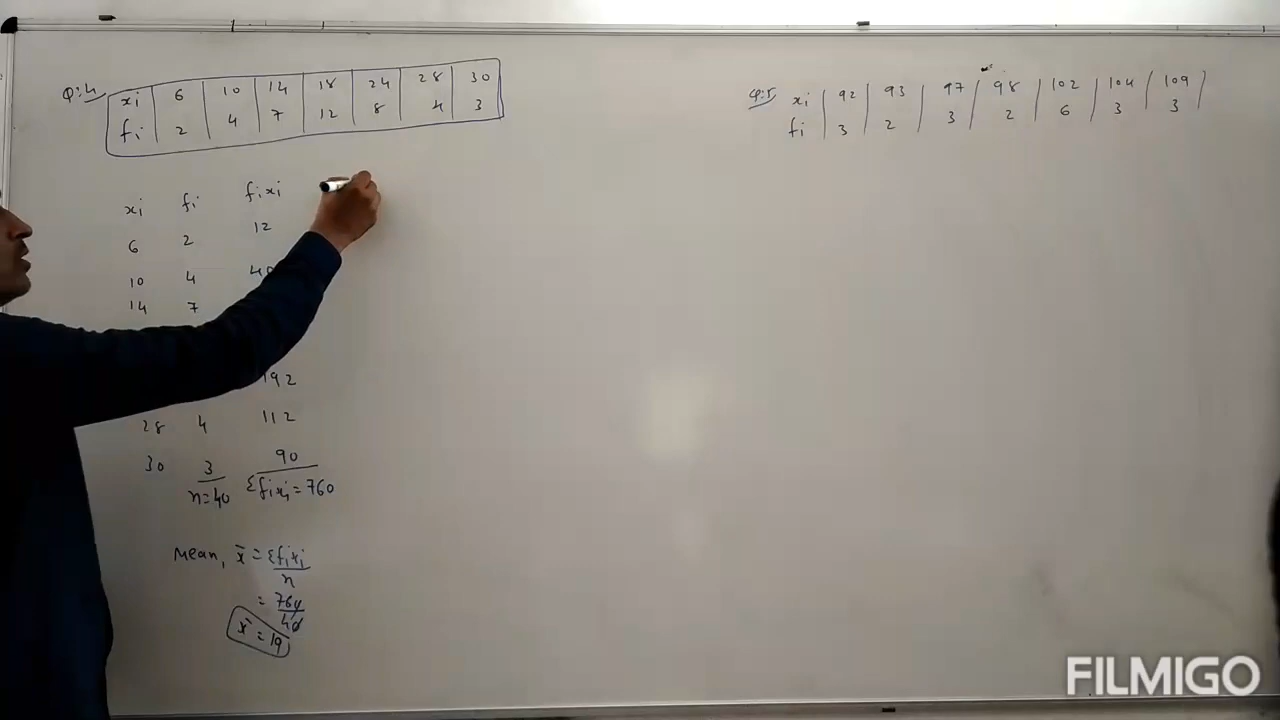 Q:4 xi 6 10 14 18 24 28 30
fi 2 4 7 12 8 4 3
Q:5 xi 92 93 97 98 102 104 109
fi 3 2 3 2 6 3 3
xi fi fixi
6 2 12
10 4 40
14 7
192
28 4 112
30 3 90
n=40 Σfixi=760
Mean, x̄ = Σfixi
n
= 760
40
x̄ = 19
FILMIGO